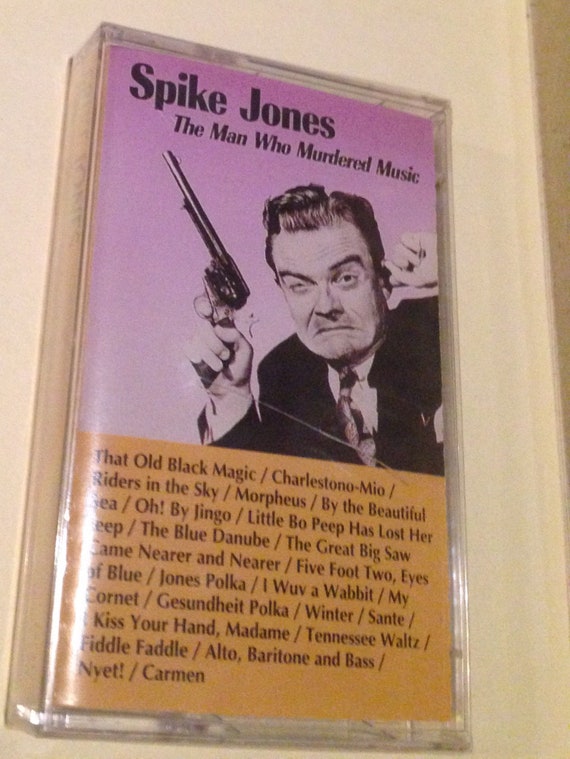 Spike Jones
The Man Who Murdered Music
That Old Black Magic / Charlestono-Mio /
Riders in the Sky / Morpheus / By the Beautiful
Sea / Oh! By Jingo / Little Bo Peep Has Lost Her
Jeep / The Blue Danube / The Great Big Saw
Came Nearer and Nearer / Five Foot Two, Eyes
of Blue / Jones Polka / I Wuv a Wabbit / My
Cornet / Gesundheit Polka / Winter / Sante /
I Kiss Your Hand, Madame / Tennessee Waltz /
Fiddle Faddle / Alto, Baritone and Bass /
Nyet! / Carmen